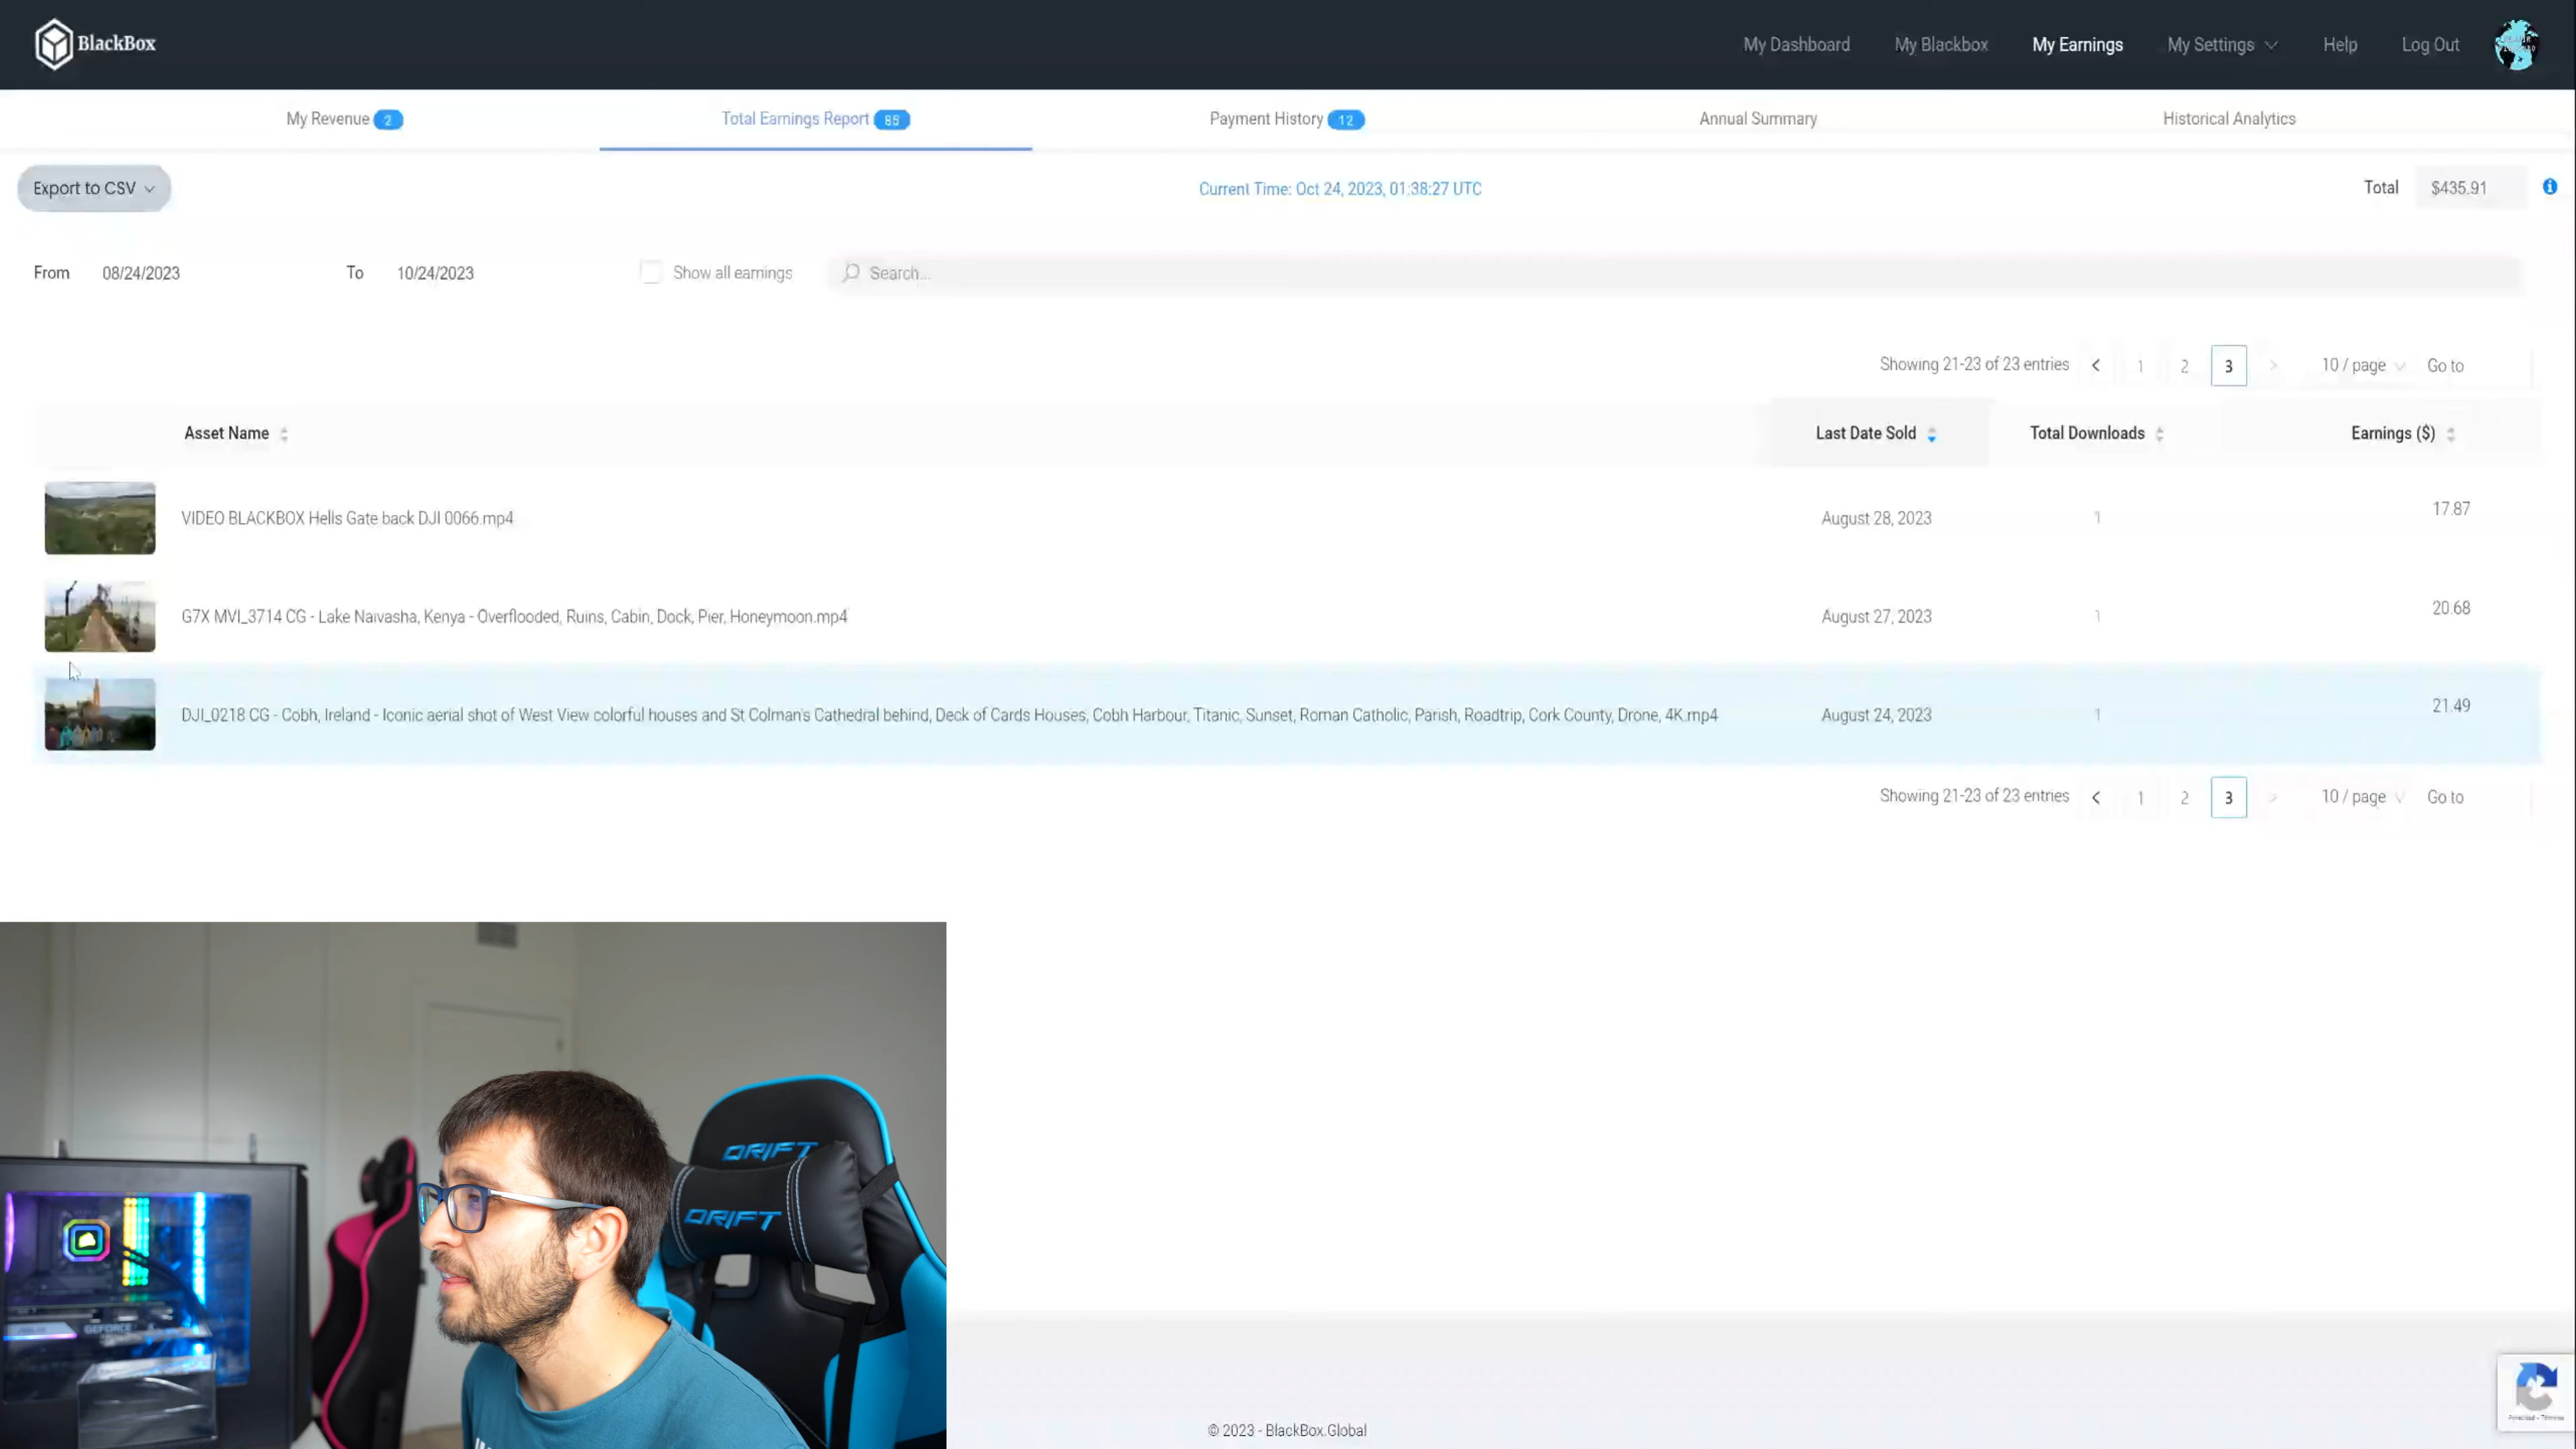 BlackBox
My Dashboard My Blackbox My Earnings My Settings Help Log Out
My Revenue 2 Total Earnings Report 85 Payment History 12 Annual Summary Historical Analytics
Export to CSV Current Time: Oct 24, 2023, 01:38:27 UTC Total $435.91
From 08/24/2023 To 10/24/2023 Show all earnings Search...
Showing 21-23 of 23 entries < 1 2 3 > 10 / page Go to
Asset Name Last Date Sold Total Downloads Earnings ($)
VIDEO BLACKBOX Hells Gate back DJI 0066.mp4 August 28, 2023 1 17.87
G7X MVI_3714 CG - Lake Naivasha, Kenya - Overflooded, Ruins, Cabin, Dock, Pier, Honeymoon.mp4 August 27, 2023 1 20.68
DJI_0218 CG - Cobh, Ireland - Iconic aerial shot of West View colorful houses and St Colman's Cathedral behind, Deck of Cards Houses, Cobh Harbour, Titanic, Sunset, Roman Catholic, Parish, Roadtrip, Cork County, Drone, 4K.mp4 August 24, 2023 1 21.49
Showing 21-23 of 23 entries < 1 2 3 > 10 / page Go to
DRIFT
DRIFT
GEFORCE
© 2023 - BlackBox.Global